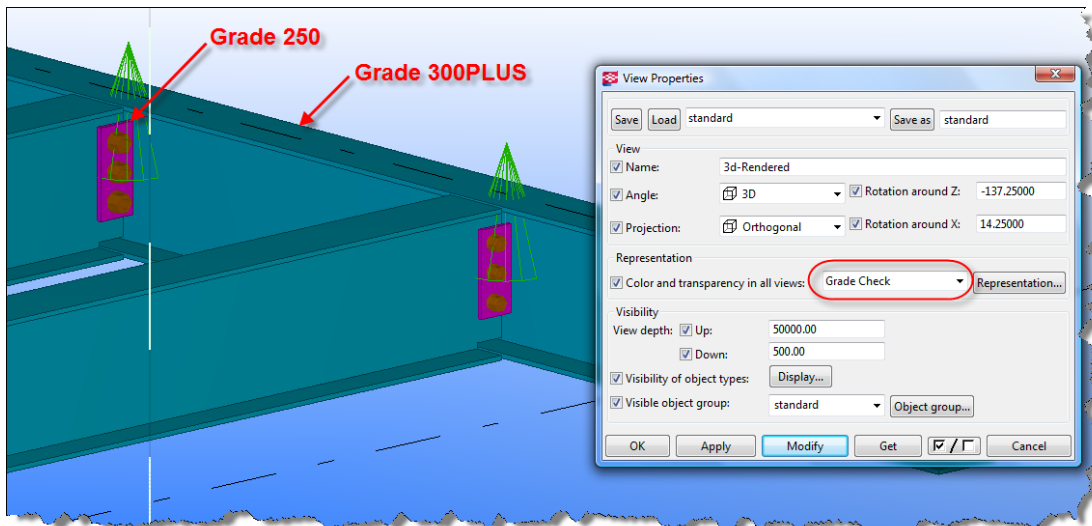 Grade 250
Grade 300PLUS
View Properties
Save Load standard Save as standard
View
Name: 3d-Rendered
Angle: 3D Rotation around Z: -137.25000
Projection: Orthogonal Rotation around X: 14.25000
Representation
Color and transparency in all views: Grade Check Representation...
Visibility
View depth: Up: 50000.00
Down: 500.00
Visibility of object types: Display...
Visible object group: standard Object group...
OK Apply Modify Get / Cancel